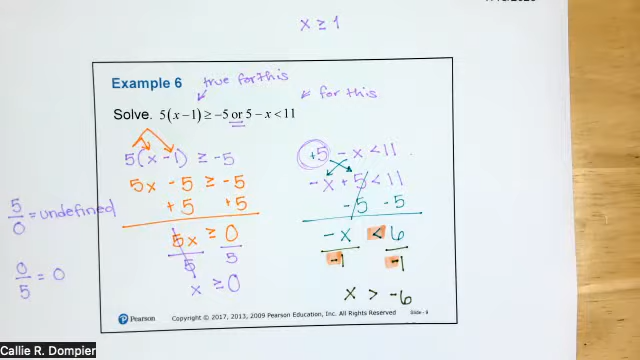 x ≥ 1
Example 6
true for this
for this
Solve. 5(x−1) ≥ −5 or 5 − x < 11
5(x − 1) ≥ −5
5x − 5 ≥ −5
+5 +5
5x ≥ 0
5 5
x ≥ 0
+5 − x < 11
−x + 5 < 11
−5 −5
−x < 6
−1 −1
x > −6
5/0 = undefined
0/5 = 0
Pearson
Copyright © 2017, 2013, 2009 Pearson Education, Inc. All Rights Reserved
Callie R. Dompier